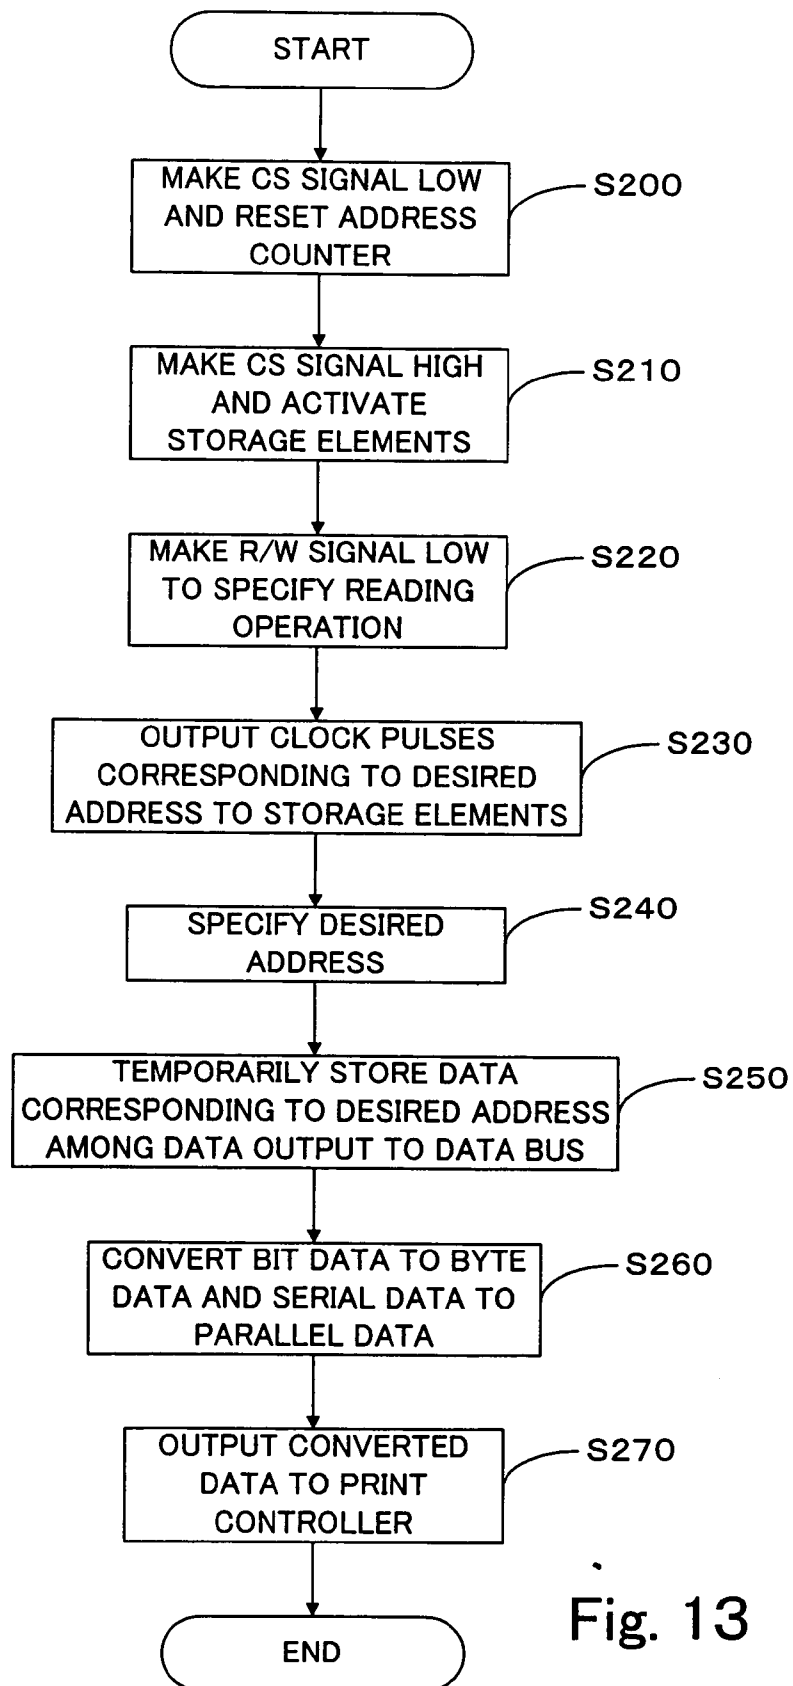 START
MAKE CS SIGNAL LOW
AND RESET ADDRESS
COUNTER
S200
MAKE CS SIGNAL HIGH
AND ACTIVATE
STORAGE ELEMENTS
S210
MAKE R/W SIGNAL LOW
TO SPECIFY READING
OPERATION
S220
OUTPUT CLOCK PULSES
CORRESPONDING TO DESIRED
ADDRESS TO STORAGE ELEMENTS
S230
SPECIFY DESIRED
ADDRESS
S240
TEMPORARILY STORE DATA
CORRESPONDING TO DESIRED ADDRESS
AMONG DATA OUTPUT TO DATA BUS
S250
CONVERT BIT DATA TO BYTE
DATA AND SERIAL DATA TO
PARALLEL DATA
S260
OUTPUT CONVERTED
DATA TO PRINT
CONTROLLER
S270
END
Fig. 13